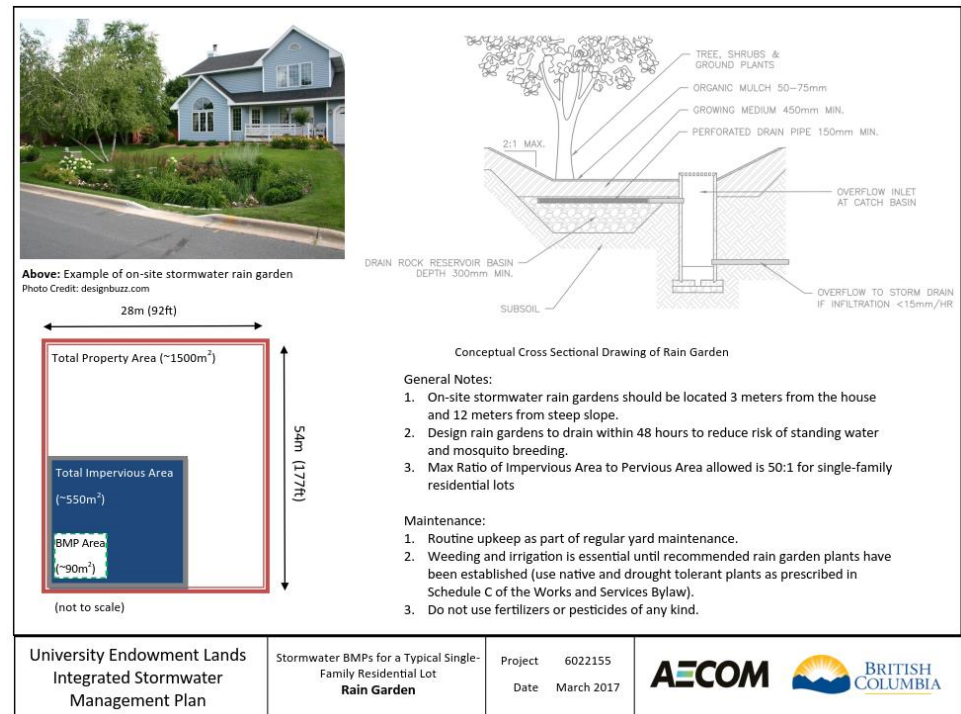 TREE, SHRUBS &
GROUND PLANTS
ORGANIC MULCH 50-75mm
GROWING MEDIUM 450mm MIN.
PERFORATED DRAIN PIPE 150mm MIN.
2:1 MAX.
OVERFLOW INLET
AT CATCH BASIN
DRAIN ROCK RESERVOIR BASIN
DEPTH 300mm MIN.
SUBSOIL
OVERFLOW TO STORM DRAIN
IF INFILTRATION <15mm/HR
Conceptual Cross Sectional Drawing of Rain Garden
Above: Example of on-site stormwater rain garden
Photo Credit: designbuzz.com
28m (92ft)
Total Property Area (~1500m²)
54m (177ft)
Total Impervious Area
(~550m²)
BMP Area
(~90m²)
(not to scale)
General Notes:
1. On-site stormwater rain gardens should be located 3 meters from the house
and 12 meters from steep slope.
2. Design rain gardens to drain within 48 hours to reduce risk of standing water
and mosquito breeding.
3. Max Ratio of Impervious Area to Pervious Area allowed is 50:1 for single-family
residential lots
Maintenance:
1. Routine upkeep as part of regular yard maintenance.
2. Weeding and irrigation is essential until recommended rain garden plants have
been established (use native and drought tolerant plants as prescribed in
Schedule C of the Works and Services Bylaw).
3. Do not use fertilizers or pesticides of any kind.
University Endowment Lands
Integrated Stormwater
Management Plan
Stormwater BMPs for a Typical Single-
Family Residential Lot
Rain Garden
Project 6022155
Date March 2017
AECOM
BRITISH
COLUMBIA